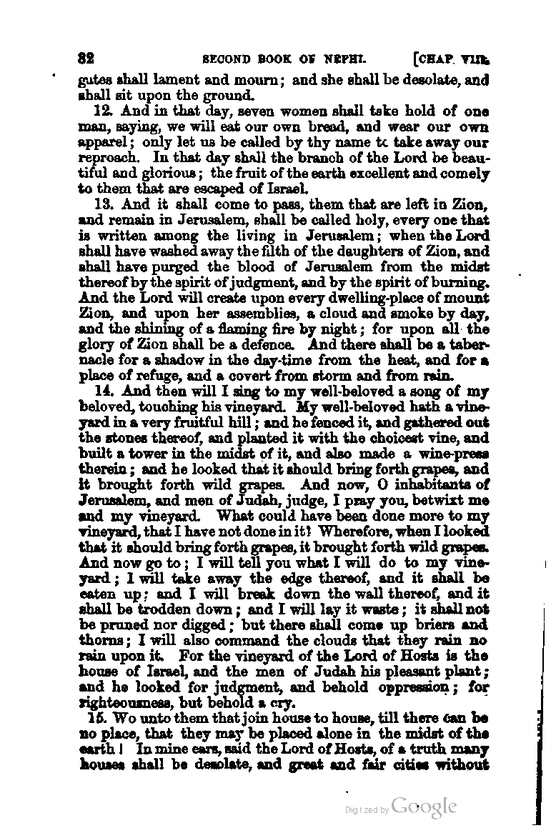 82 SECOND BOOK OF NEPHI. [CHAP. VIII.
gates shall lament and mourn; and she shall be desolate, and
shall sit upon the ground.
12. And in that day, seven women shall take hold of one
man, saying, we will eat our own bread, and wear our own
apparel; only let us be called by thy name to take away our
reproach. In that day shall the branch of the Lord be beau-
tiful and glorious; the fruit of the earth excellent and comely
to them that are escaped of Israel.
13. And it shall come to pass, them that are left in Zion,
and remain in Jerusalem, shall be called holy, every one that
is written among the living in Jerusalem; when the Lord
shall have washed away the filth of the daughters of Zion, and
shall have purged the blood of Jerusalem from the midst
thereof by the spirit of judgment, and by the spirit of burning.
And the Lord will create upon every dwelling-place of mount
Zion, and upon her assemblies, a cloud and smoke by day,
and the shining of a flaming fire by night; for upon all the
glory of Zion shall be a defence. And there shall be a taber-
nacle for a shadow in the day-time from the heat, and for a
place of refuge, and a covert from storm and from rain.
14. And then will I sing to my well-beloved a song of my
beloved, touching his vineyard. My well-beloved hath a vine-
yard in a very fruitful hill; and he fenced it, and gathered out
the stones thereof, and planted it with the choicest vine, and
built a tower in the midst of it, and also made a wine-press
therein; and he looked that it should bring forth grapes, and
it brought forth wild grapes. And now, O inhabitants of
Jerusalem, and men of Judah, judge, I pray you, betwixt me
and my vineyard. What could have been done more to my
vineyard, that I have not done in it? Wherefore, when I looked
that it should bring forth grapes, it brought forth wild grapes.
And now go to; I will tell you what I will do to my vine-
yard; I will take away the edge thereof, and it shall be
eaten up; and I will break down the wall thereof, and it
shall be trodden down; and I will lay it waste; it shall not
be pruned nor digged; but there shall come up briers and
thorns; I will also command the clouds that they rain no
rain upon it. For the vineyard of the Lord of Hosts is the
house of Israel, and the men of Judah his pleasant plant;
and he looked for judgment, and behold oppression; for
righteousness, but behold a cry.
15. Wo unto them that join house to house, till there can be
no place, that they may be placed alone in the midst of the
earth! In mine ears, said the Lord of Hosts, of a truth many
houses shall be desolate, and great and fair cities without
Digitized by Google